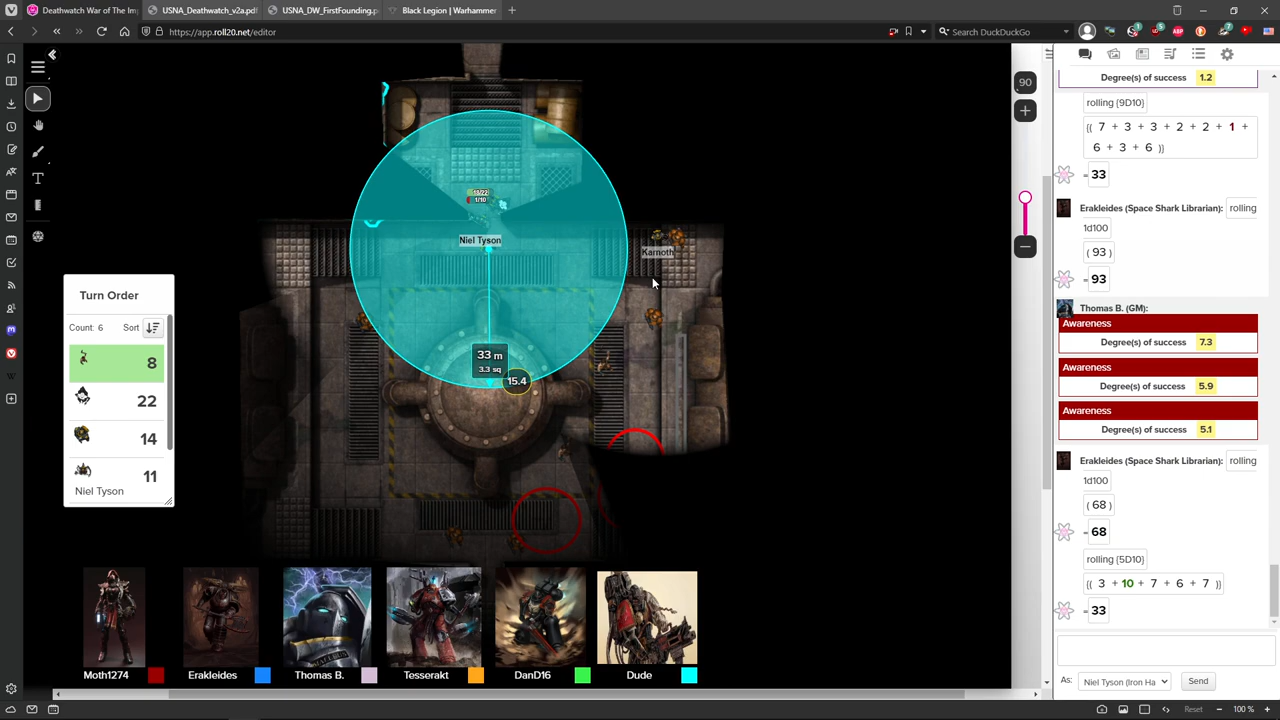 Deathwatch War of The Im
USNA_Deathwatch_v2a.pdf
USNA_DW_FirstFounding.p
Black Legion | Warhamme
https://app.roll20.net/editor
Search DuckDuckGo
.90
13/22
1/10
Niel Tyson
Karnoth
33 m
3.3 sq
15.4
Turn Order
Count: 6
Sort
8
22
14
11
Niel Tyson
Moth1274
Erakleides
Thomas B.
Tesserakt
DanD16
Dude
Degree(s) of success 1.2
rolling {9D10}
{( 7 + 3 + 3 + 2 + 2 + 1 +
6 + 3 + 6 )}
= 33
Erakleides (Space Shark Librarian): rolling
1d100
( 93 )
= 93
Thomas B. (GM):
Awareness
Degree(s) of success 7.3
Awareness
Degree(s) of success 5.9
Awareness
Degree(s) of success 5.1
Erakleides (Space Shark Librarian): rolling
1d100
( 68 )
= 68
rolling {5D10}
{( 3 + 10 + 7 + 6 + 7 )}
= 33
As: Niel Tyson (Iron Ha
Send
Reset
100 %